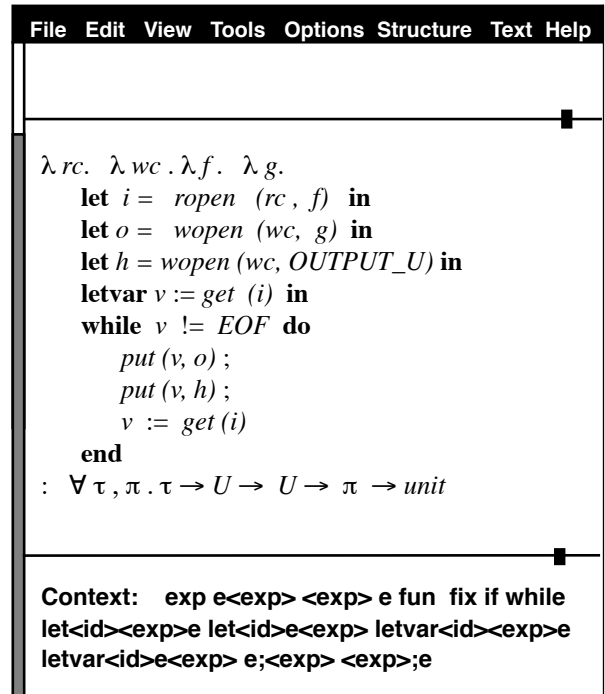 File Edit View Tools Options Structure Text Help
λ rc. λ wc . λ f . λ g.
let i = ropen (rc , f) in
let o = wopen (wc, g) in
let h = wopen (wc, OUTPUT_U) in
letvar v := get (i) in
while v != EOF do
put (v, o) ;
put (v, h) ;
v := get (i)
end
: ∀ τ , π . τ → U → U → π → unit
Context: exp e<exp> <exp> e fun fix if while
let<id><exp>e let<id>e<exp> letvar<id><exp>e
letvar<id>e<exp> e;<exp> <exp>;e